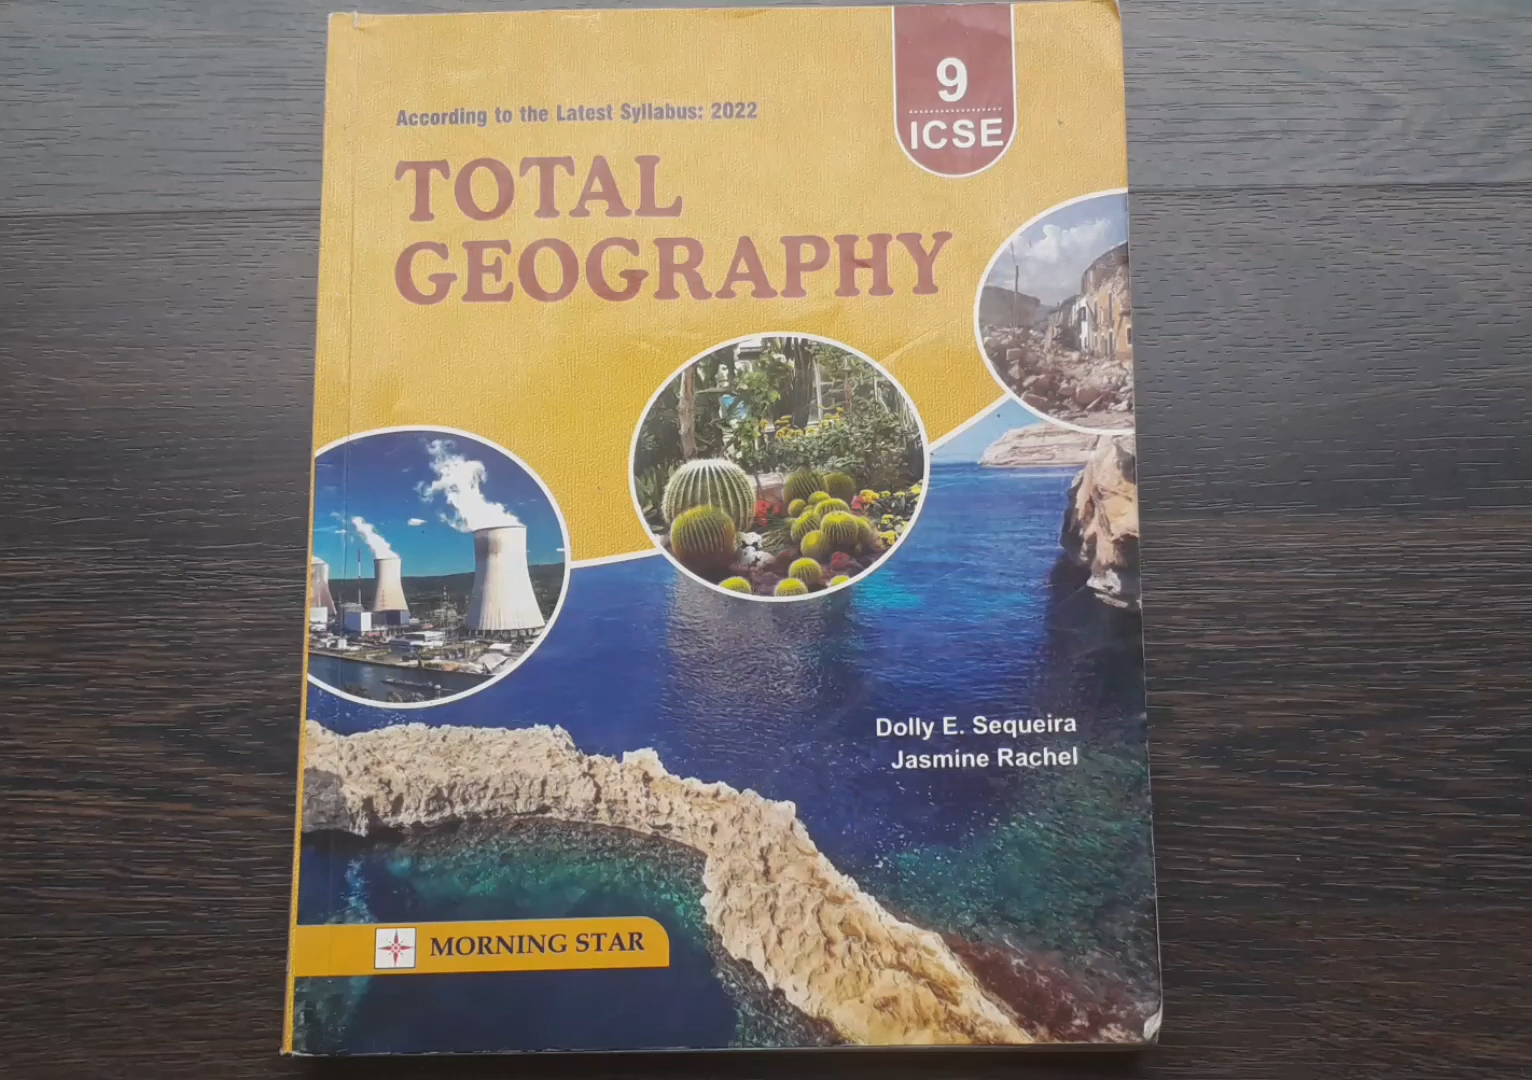 9
ICSE
According to the Latest Syllabus: 2022
TOTAL
GEOGRAPHY
Dolly E. Sequeira
Jasmine Rachel
MORNING STAR